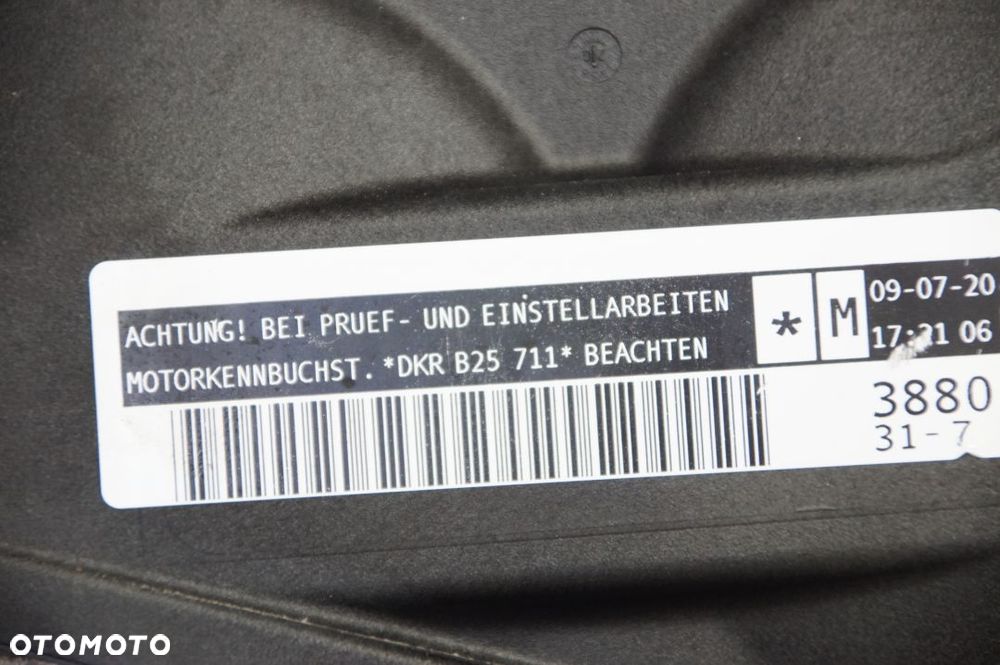 ACHTUNG! BEI PRUEF- UND EINSTELLARBEITEN
MOTORKENNBUCHST. *DKR B25 711* BEACHTEN
* M
09-07-20
17:21 06
3880
31-7
OTOMOTO